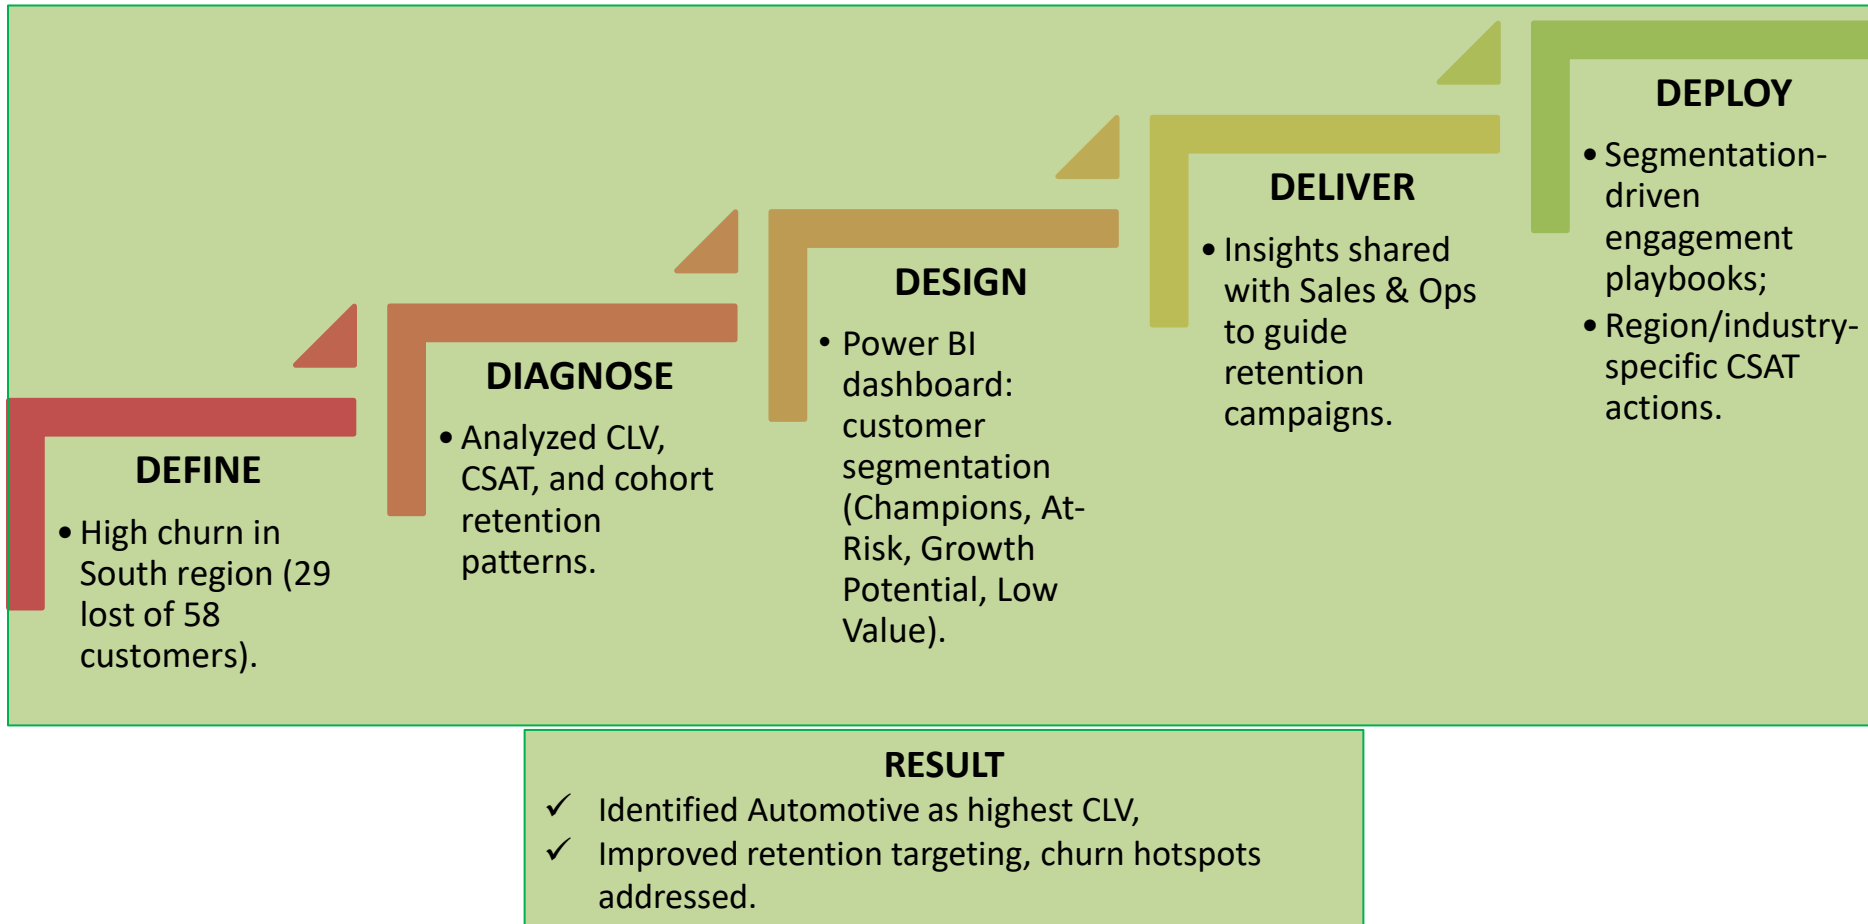 DEFINE
• High churn in
South region (29
lost of 58
customers).
DIAGNOSE
• Analyzed CLV,
CSAT, and cohort
retention
patterns.
DESIGN
• Power BI
dashboard:
customer
segmentation
(Champions, At-
Risk, Growth
Potential, Low
Value).
DELIVER
• Insights shared
with Sales & Ops
to guide
retention
campaigns.
DEPLOY
• Segmentation-
driven
engagement
playbooks;
• Region/industry-
specific CSAT
actions.
RESULT
✓ Identified Automotive as highest CLV,
✓ Improved retention targeting, churn hotspots
addressed.